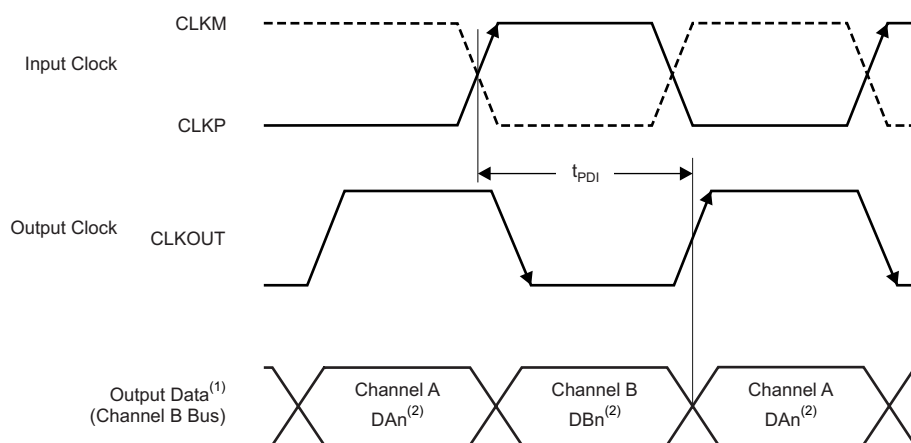 CLKM
Input Clock
CLKP
tPDI
Output Clock
CLKOUT
Output Data(1)
(Channel B Bus)
Channel A
DAn(2)
Channel B
DBn(2)
Channel A
DAn(2)